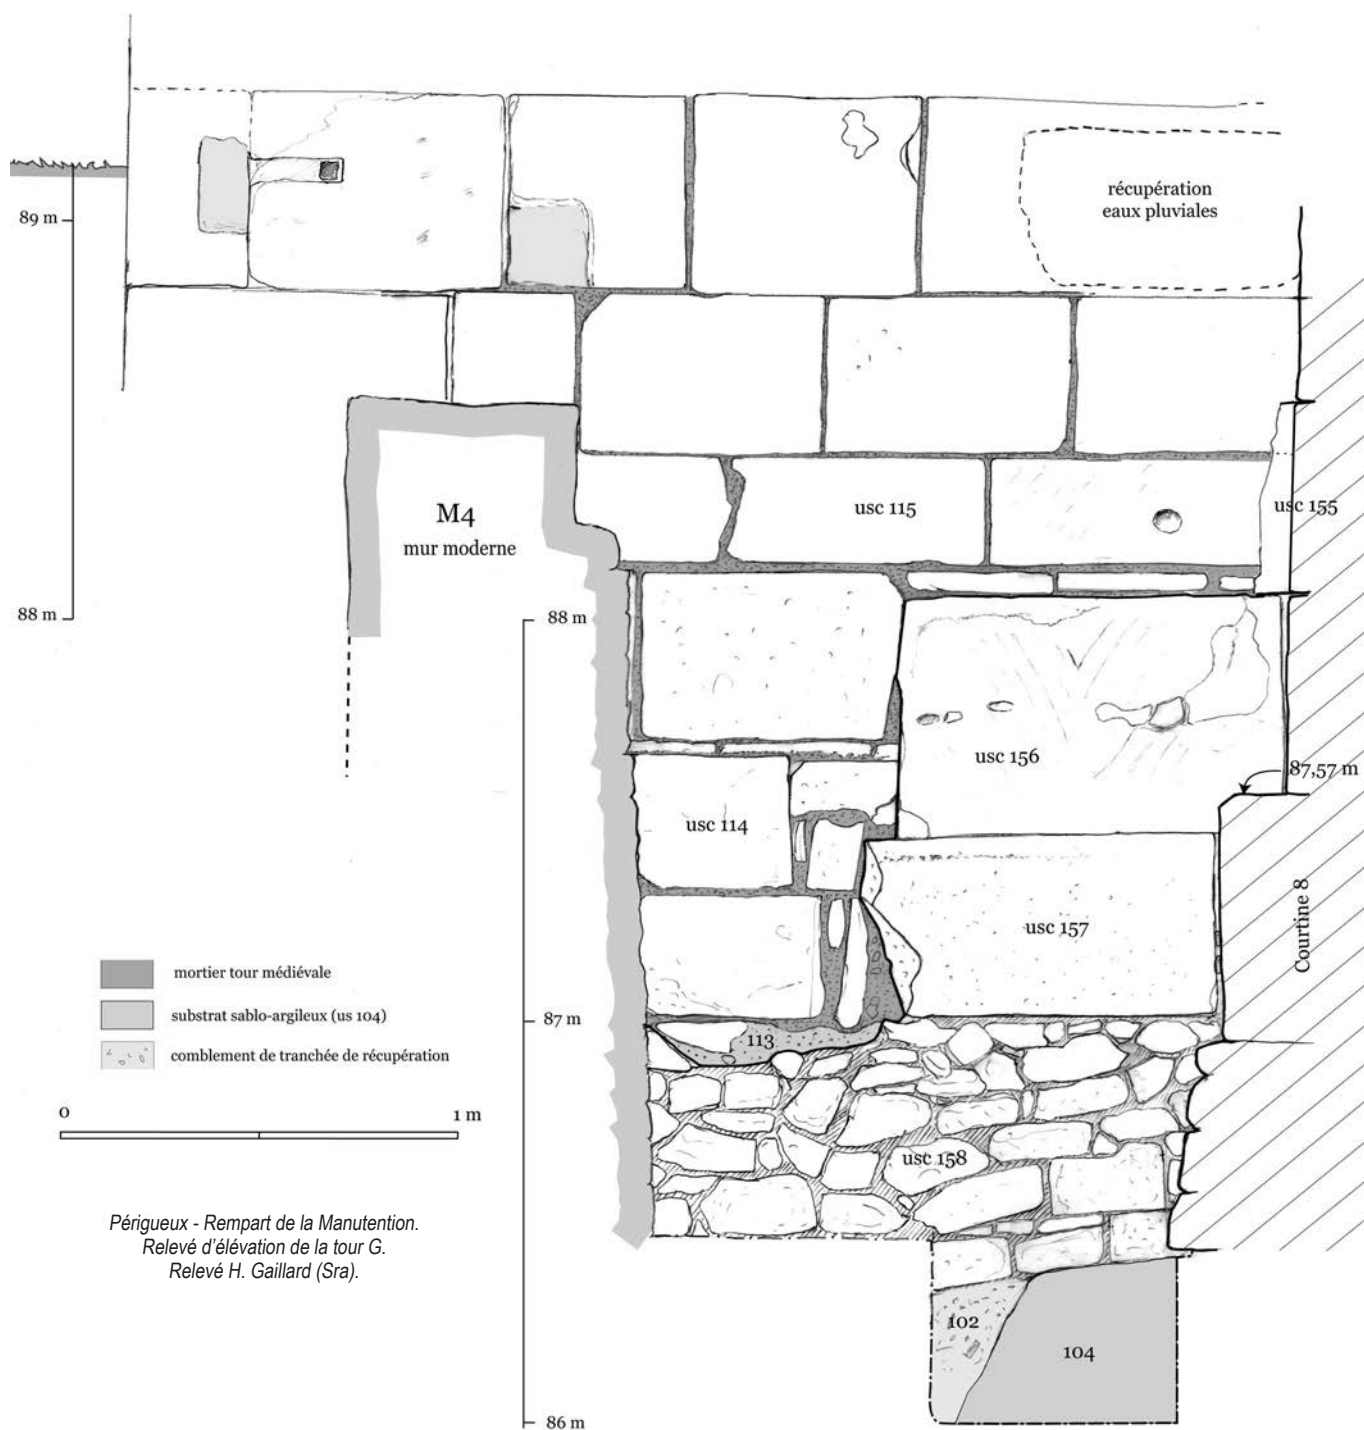 récupération
eaux pluviales
89 m
usc 115
usc 155
M4
mur moderne
88 m
88 m
usc 156
87,57 m
usc 114
usc 157
Courtine 8
mortier tour médiévale
substrat sablo-argileux (us 104)
comblement de tranchée de récupération
87 m
113
0
1 m
usc 158
Périgueux - Rempart de la Manutention.
Relevé d'élévation de la tour G.
Relevé H. Gaillard (Sra).
102
104
86 m